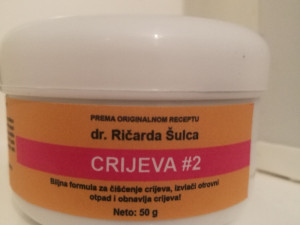 PREMA ORIGINALNOM RECEPTU
dr. Ričarda Šulca
CRIJEVA #2
Biljna formula za čišćenje crijeva, izvlači otrovni
otpad i obnavlja crijeva!
Neto: 50 g